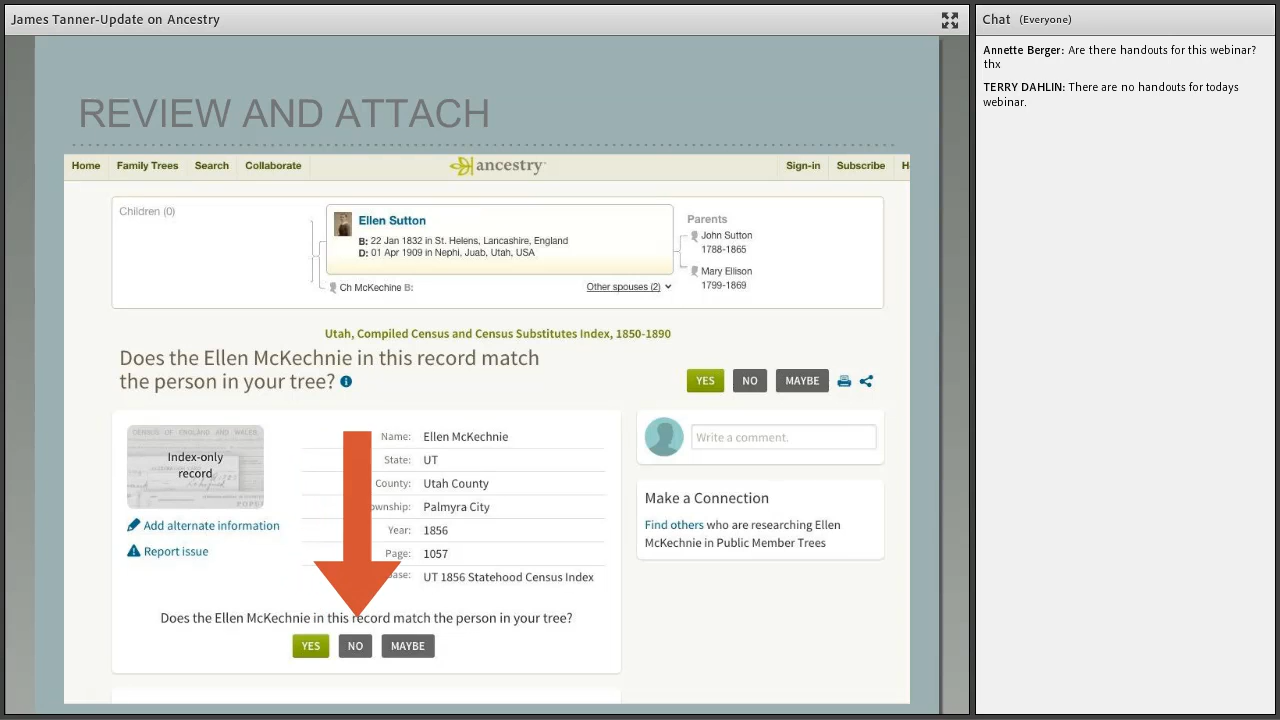 James Tanner-Update on Ancestry
REVIEW AND ATTACH
Home Family Trees Search Collaborate ancestry Sign-in Subscribe H
Children (0)
Ellen Sutton
B: 22 Jan 1832 in St. Helens, Lancashire, England
D: 01 Apr 1909 in Nephi, Juab, Utah, USA
Ch McKechine B: Other spouses (2)
Parents
John Sutton
1788-1865
Mary Ellison
1799-1869
Utah, Compiled Census and Census Substitutes Index, 1850-1890
Does the Ellen McKechnie in this record match
the person in your tree?
YES NO MAYBE
Index-only
record
Add alternate information
Report issue
Name: Ellen McKechnie
State: UT
County: Utah County
ownship: Palmyra City
Year: 1856
Page: 1057
base: UT 1856 Statehood Census Index
Does the Ellen McKechnie in this record match the person in your tree?
YES NO MAYBE
Write a comment.
Make a Connection
Find others who are researching Ellen
McKechnie in Public Member Trees
Chat (Everyone)
Annette Berger: Are there handouts for this webinar?
thx
TERRY DAHLIN: There are no handouts for todays
webinar.